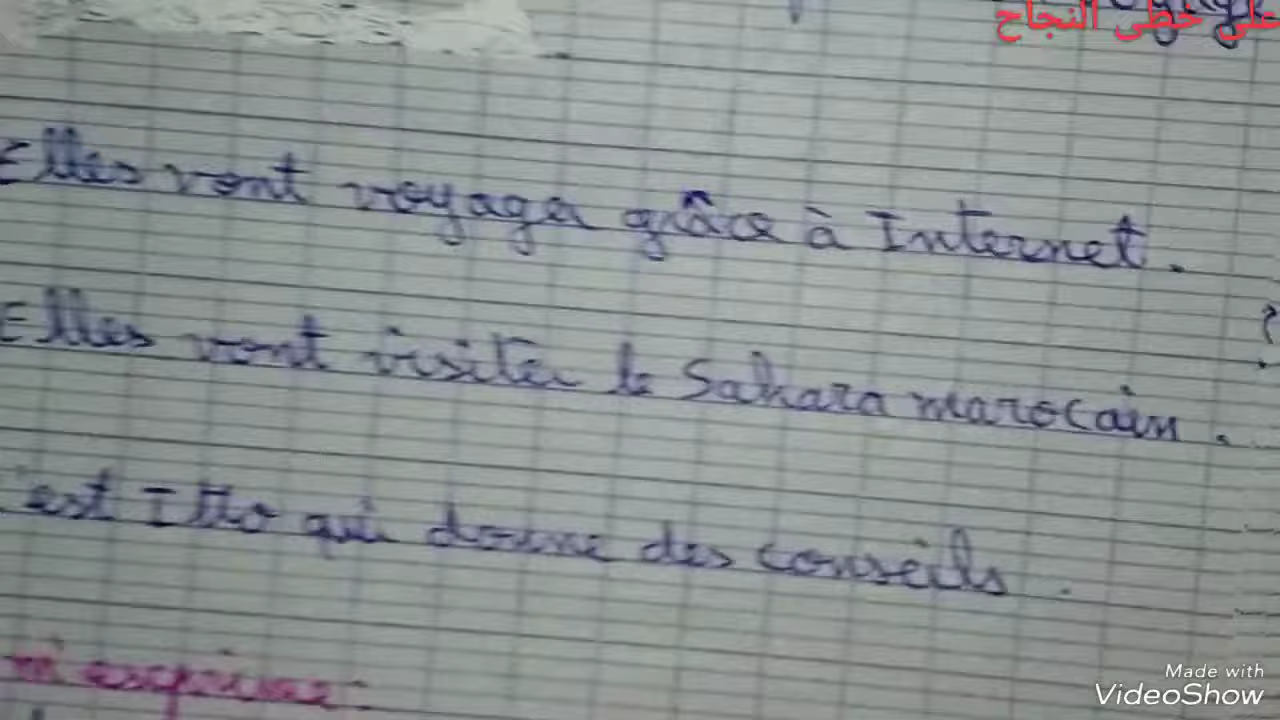 على خطى النجاح
Elles vont voyager grâce à Internet.
Elles vont visiter le Sahara marocain.
'est Itto qui donne des conseils.
m'exprime:
Made with
VideoShow